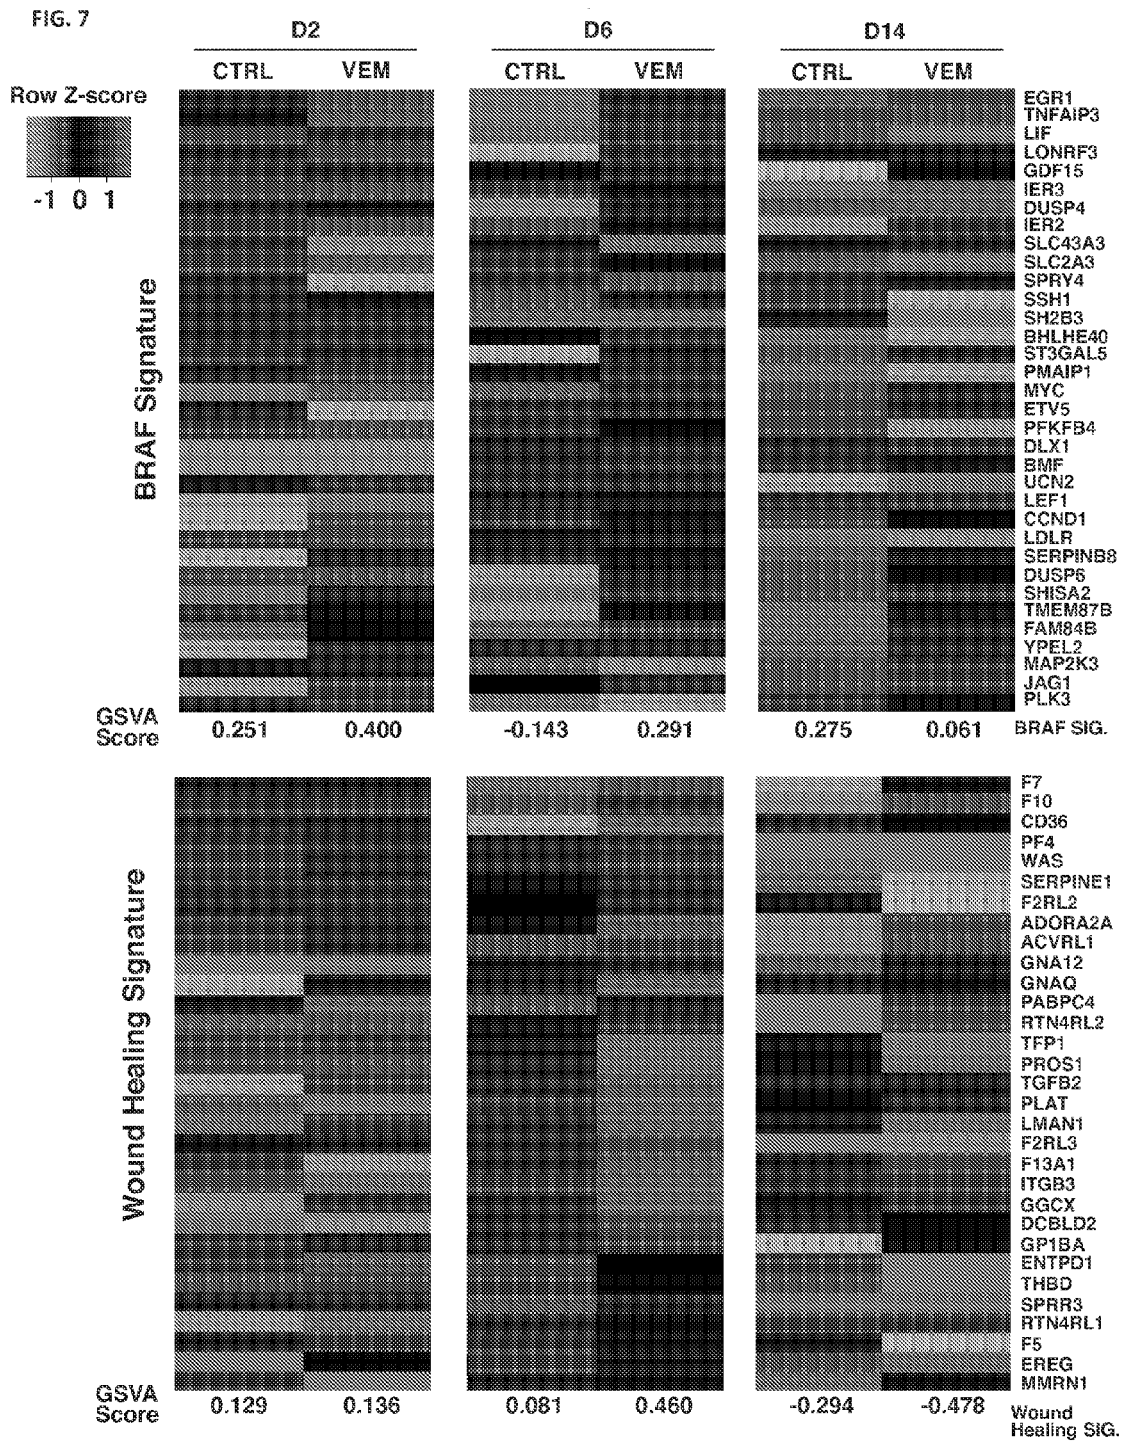 FIG. 7
D2 D6 D14
CTRL VEM CTRL VEM CTRL VEM
Row Z-score
-1 0 1
BRAF Signature
EGR1
TNFAIP3
LIF
LONRF3
GDF15
IER3
DUSP4
IER2
SLC43A3
SLC2A3
SPRY4
SSH1
SH2B3
BHLHE40
ST3GAL5
PMAIP1
MYC
ETV5
PFKFB4
DLX1
BMF
UCN2
LEF1
CCND1
LDLR
SERPINB8
DUSP6
SHISA2
TMEM87B
FAM84B
YPEL2
MAP2K3
JAG1
PLK3
GSVA
Score
0.251 0.400 -0.143 0.291 0.275 0.061 BRAF SIG.
Wound Healing Signature
F7
F10
CD36
PF4
WAS
SERPINE1
F2RL2
ADORA2A
ACVRL1
GNA12
GNAQ
PABPC4
RTN4RL2
TFP1
PROS1
TGFB2
PLAT
LMAN1
F2RL3
F13A1
ITGB3
GGCX
DCBLD2
GP1BA
ENTPD1
THBD
SPRR3
RTN4RL1
F5
EREG
MMRN1
GSVA
Score
0.129 0.136 0.081 0.460 -0.294 -0.478
Wound
Healing SIG.